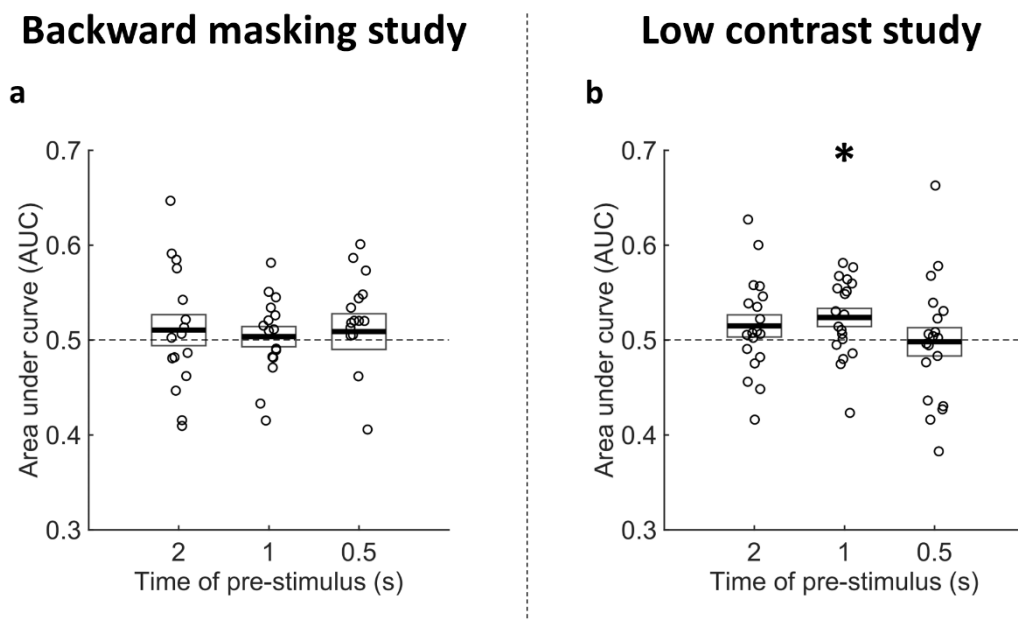 Backward masking study
Low contrast study
a
b
Area under curve (AUC)
0.7
0.6
0.5
0.4
0.3
2 1 0.5
Time of pre-stimulus (s)
*
Area under curve (AUC)
0.7
0.6
0.5
0.4
0.3
2 1 0.5
Time of pre-stimulus (s)